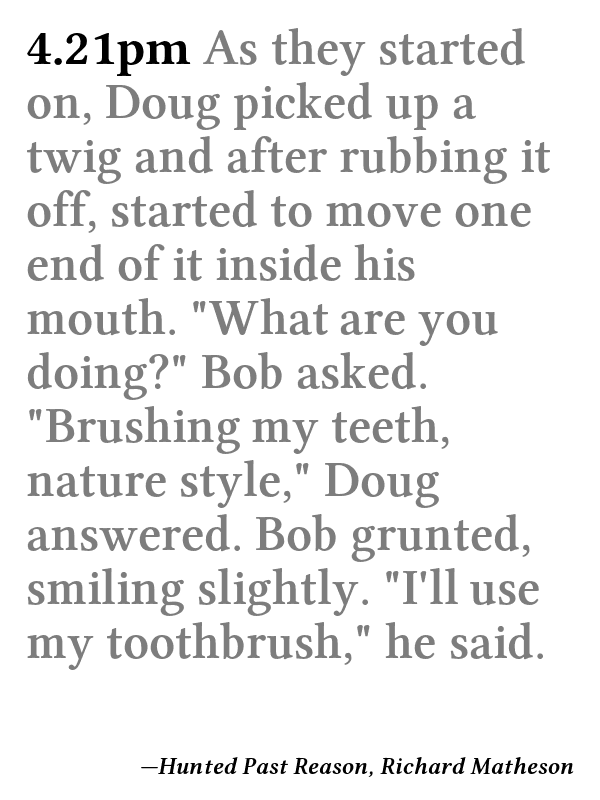 4.21pm As they started
on, Doug picked up a
twig and after rubbing it
off, started to move one
end of it inside his
mouth. "What are you
doing?" Bob asked.
"Brushing my teeth,
nature style," Doug
answered. Bob grunted,
smiling slightly. "I'll use
my toothbrush," he said.
—Hunted Past Reason, Richard Matheson